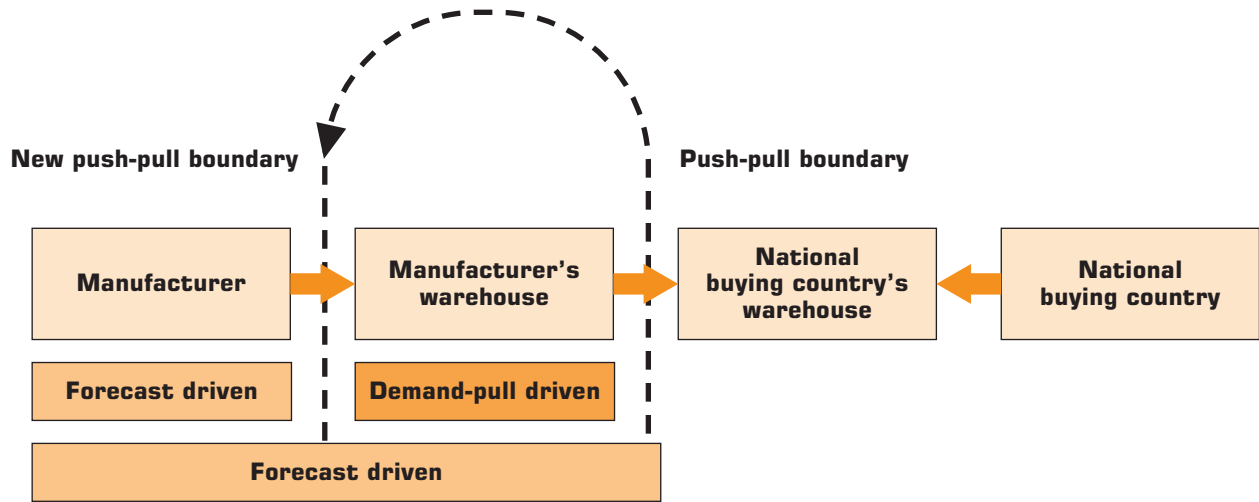 New push-pull boundary
Push-pull boundary
Manufacturer
Manufacturer's
warehouse
National
buying country's
warehouse
National
buying country
Forecast driven
Demand-pull driven
Forecast driven